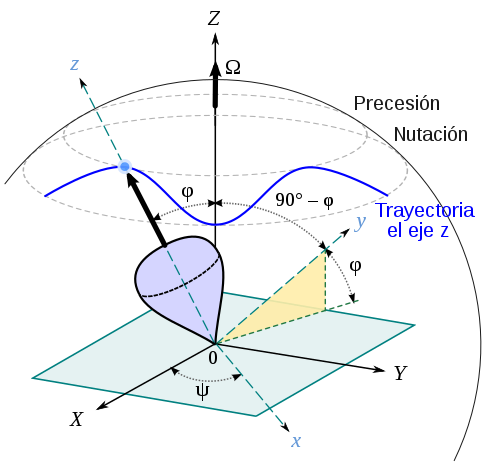 Z
z
Ω
Precesión
Nutación
φ
90° – φ
Trayectoria
el eje z
y
φ
0
Y
ψ
X
x